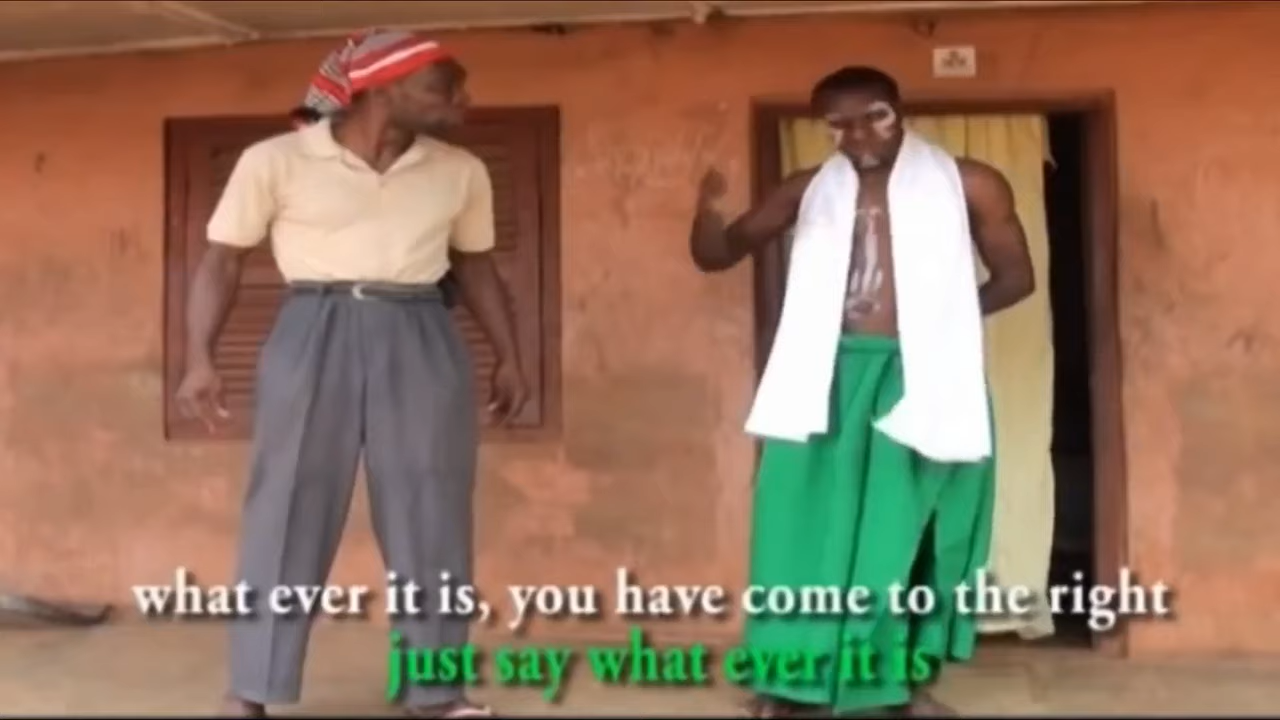 what ever it is, you have come to the right
just say what ever it is